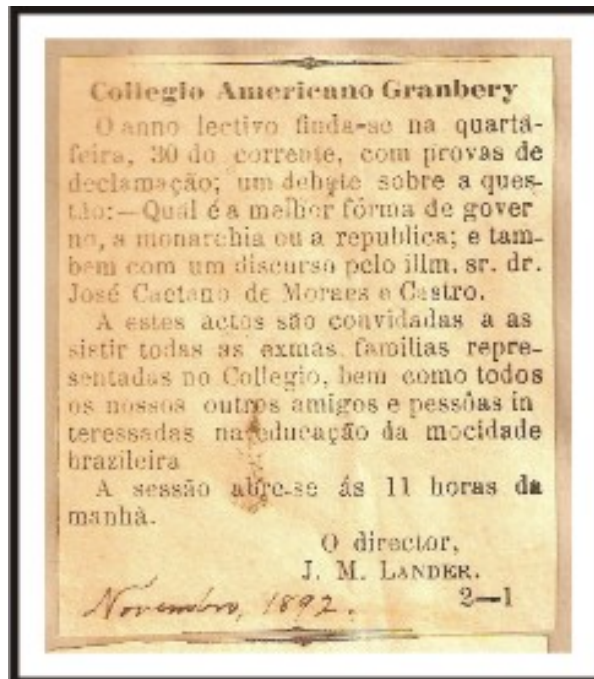 Collegio Americano Granbery
O anno lectivo finda-se na quarta-
feira, 30 do corrente, com provas de
declamação; um debate sobre a ques-
tão:—Qual é a melhor fórma de gover
no, a monarchia ou a republica; e tam-
bem com um discurso pelo illm. sr. dr.
José Caetano de Moraes e Castro.
A estes actos são convidadas a as
sistir todas as exmas. familias repre-
sentadas no Collegio, bem como todos
os nossos outros amigos e pessôas in
teressadas na educação da mocidade
brazileira
A sessão abre-se ás 11 horas da
manhã.
O director,
J. M. LANDER.
Novembro, 1892.
2—1